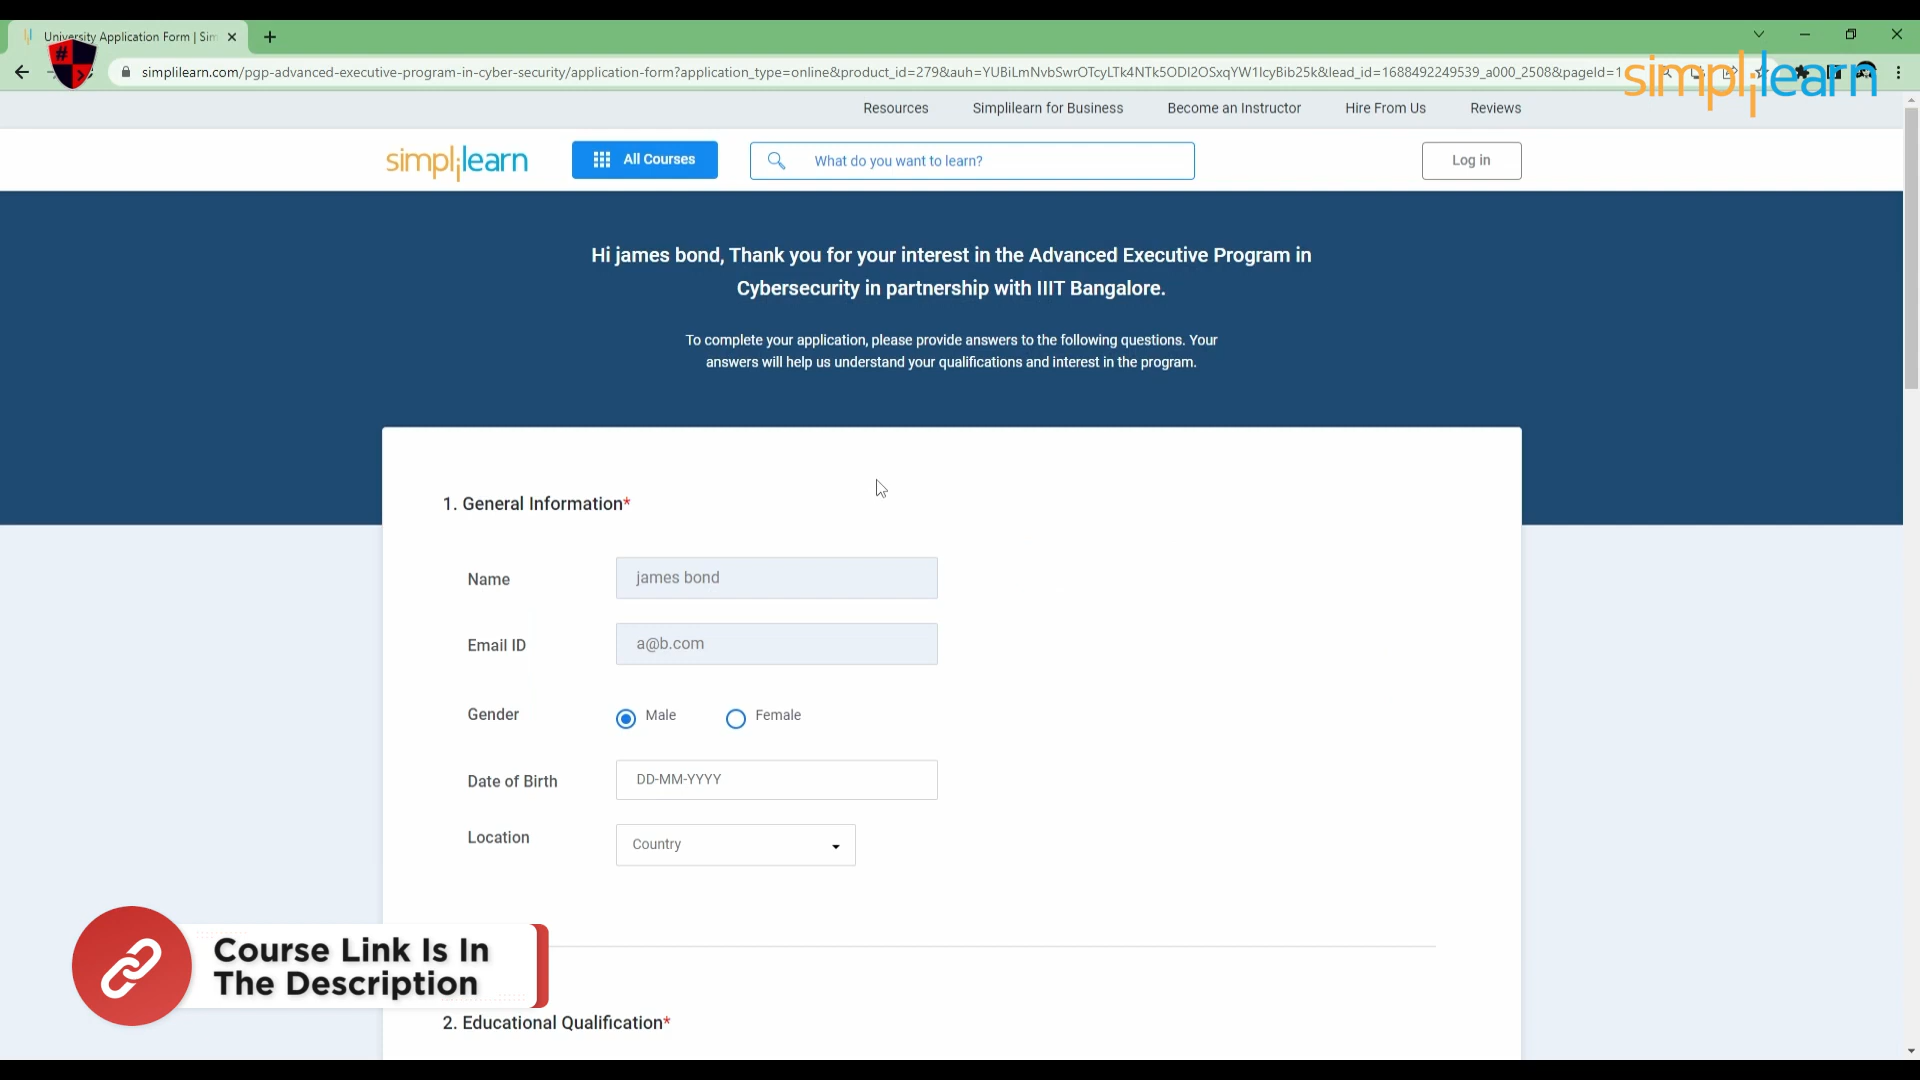 University Application Form | Sim
simplilearn.com/pgp-advanced-executive-program-in-cyber-security/application-form?application_type=online&product_id=279&auh=YUBiLmNvbSwrOTcyLTk4NTk5ODI2OSxqYW1lcyBib25k&lead_id=1688492249539_a000_2508&pageId=1
simplilearn
Resources
Simplilearn for Business
Become an Instructor
Hire From Us
Reviews
simplilearn
All Courses
What do you want to learn?
Log in
Hi james bond, Thank you for your interest in the Advanced Executive Program in
Cybersecurity in partnership with IIIT Bangalore.
To complete your application, please provide answers to the following questions. Your
answers will help us understand your qualifications and interest in the program.
1. General Information*
Name
james bond
Email ID
a@b.com
Gender
Male
Female
Date of Birth
DD-MM-YYYY
Location
Country
Course Link Is In
The Description
2. Educational Qualification*